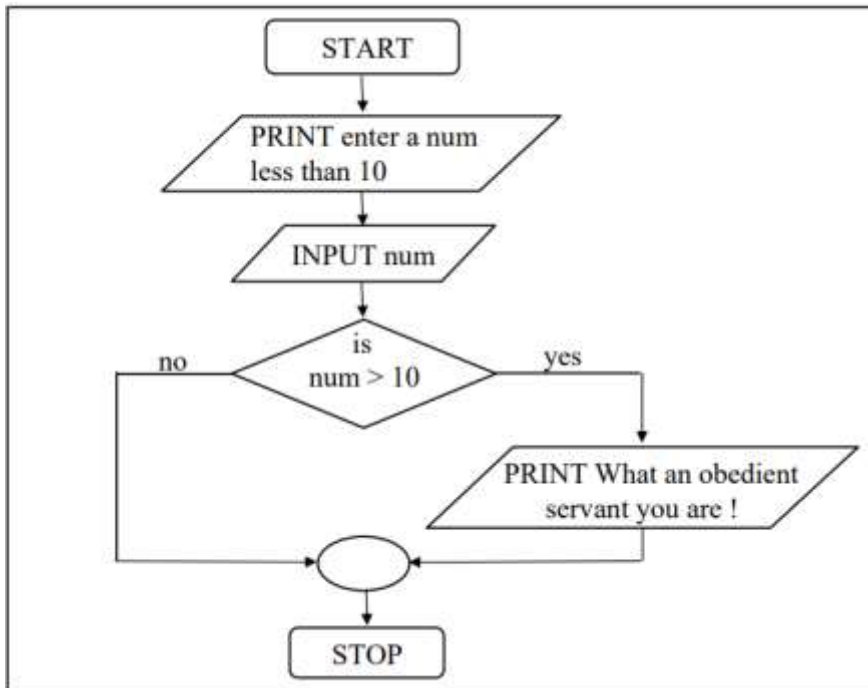 START
PRINT enter a num
less than 10
INPUT num
is
num > 10
no
yes
PRINT What an obedient
servant you are !
STOP